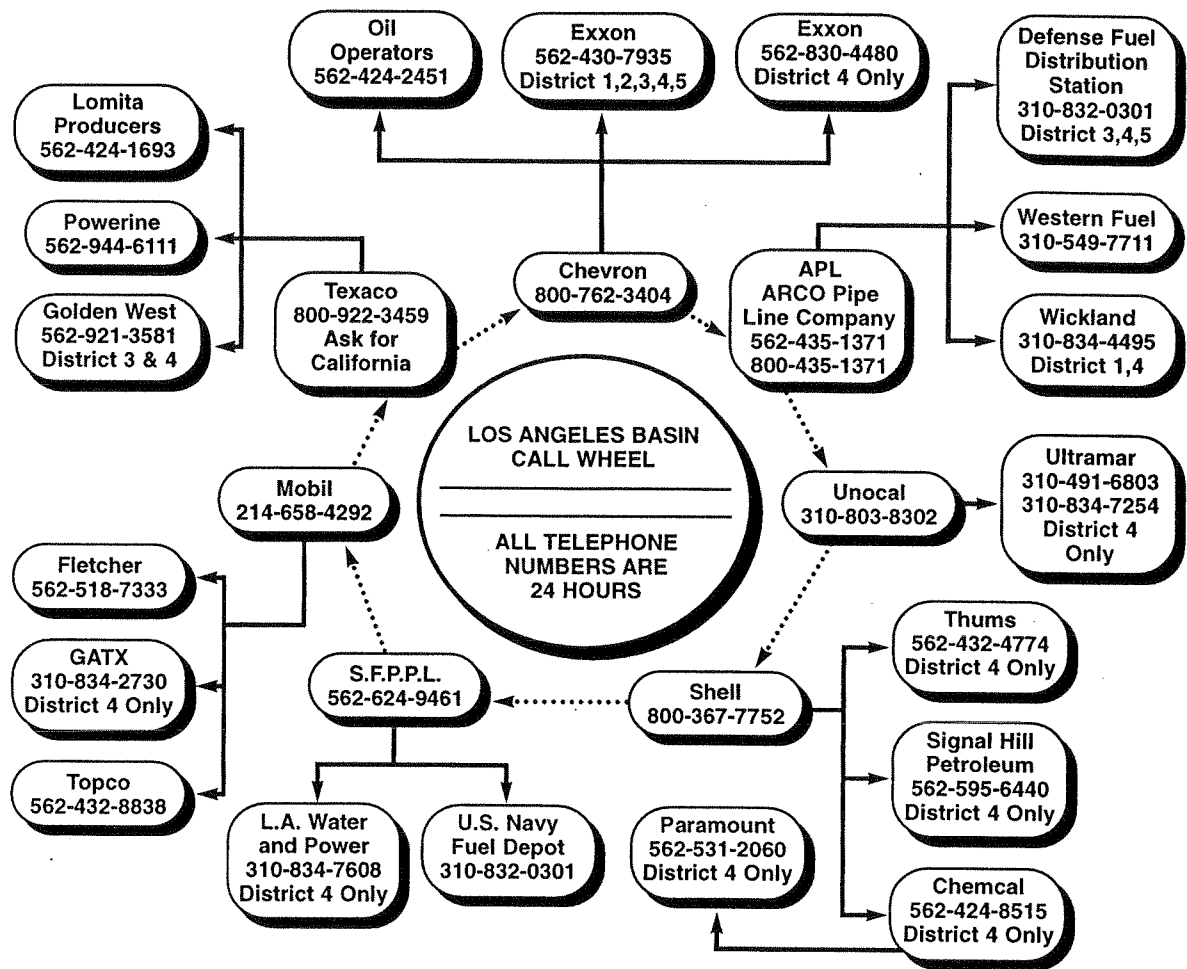 Oil
Operators
562-424-2451
Exxon
562-430-7935
District 1,2,3,4,5
Exxon
562-830-4480
District 4 Only
Defense Fuel
Distribution
Station
310-832-0301
District 3,4,5
Lomita
Producers
562-424-1693
Powerine
562-944-6111
Golden West
562-921-3581
District 3 & 4
Texaco
800-922-3459
Ask for
California
Chevron
800-762-3404
APL
ARCO Pipe
Line Company
562-435-1371
800-435-1371
Western Fuel
310-549-7711
Wickland
310-834-4495
District 1,4
LOS ANGELES BASIN
CALL WHEEL
ALL TELEPHONE
NUMBERS ARE
24 HOURS
Mobil
214-658-4292
Unocal
310-803-8302
Ultramar
310-491-6803
310-834-7254
District 4
Only
Fletcher
562-518-7333
GATX
310-834-2730
District 4 Only
Topco
562-432-8838
S.F.P.P.L.
562-624-9461
Shell
800-367-7752
Thums
562-432-4774
District 4 Only
Signal Hill
Petroleum
562-595-6440
District 4 Only
L.A. Water
and Power
310-834-7608
District 4 Only
U.S. Navy
Fuel Depot
310-832-0301
Paramount
562-531-2060
District 4 Only
Chemcal
562-424-8515
District 4 Only